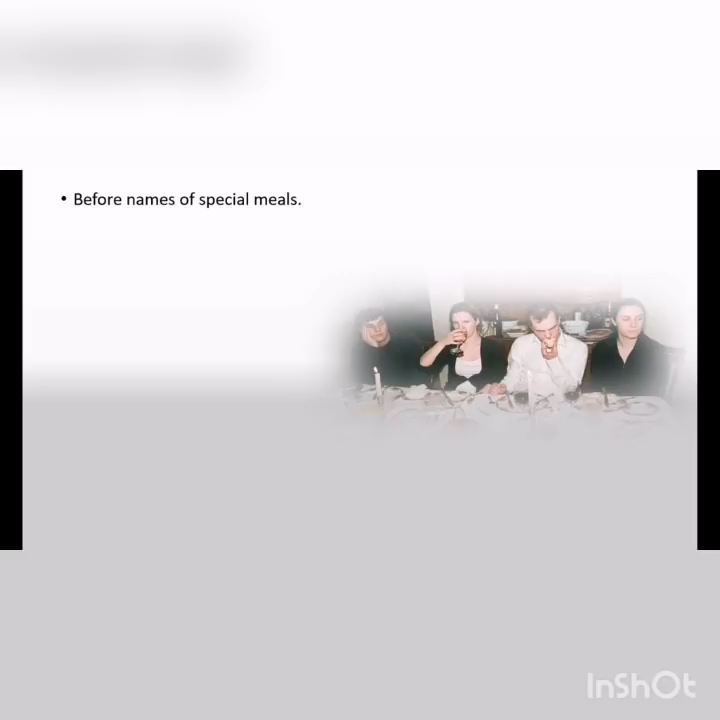 • Before names of special meals.
InShOt